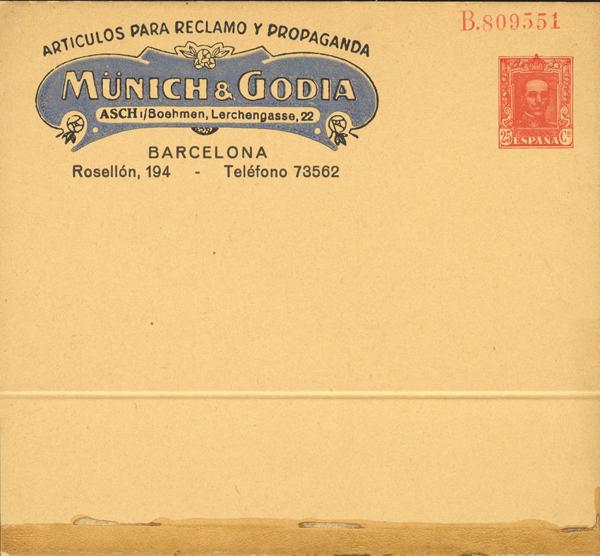 B.809551
ARTICULOS PARA RECLAMO Y PROPAGANDA
MÜNICH & GODIA
ASCH i/Boehmen, Lerchengasse, 22
BARCELONA
Rosellón, 194 - Teléfono 73562
25 ESPAÑA Cs